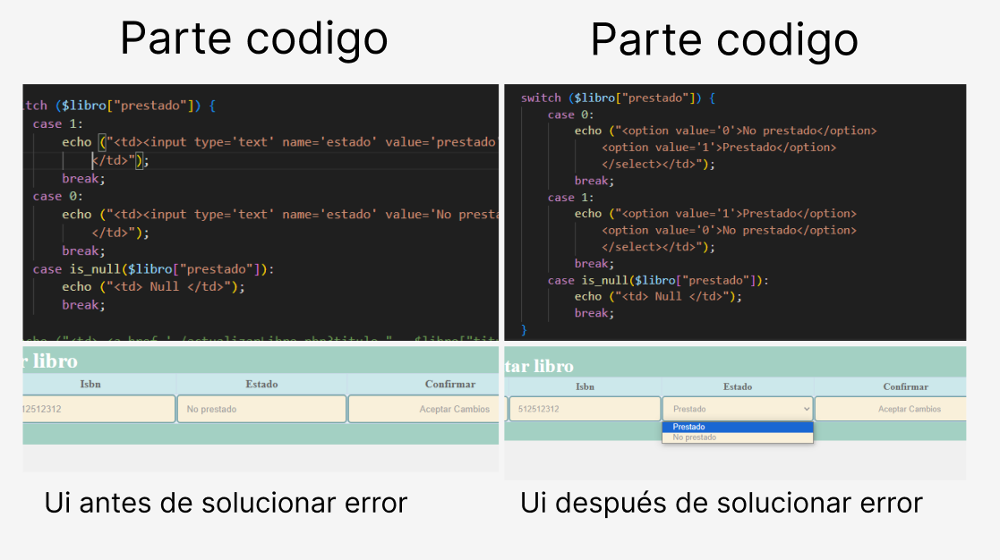 Parte codigo
tch ($libro["prestado"]) {
case 1:
echo ("<td><input type='text' name='estado' value='prestado'
</td>");
break;
case 0:
echo ("<td><input type='text' name='estado' value='No presta
</td>");
break;
case is_null($libro["prestado"]):
echo ("<td> Null </td>");
break;
r libro
Isbn Estado Confirmar
12512312 No prestado Aceptar Cambios
Ui antes de solucionar error
Parte codigo
switch ($libro["prestado"]) {
case 0:
echo ("<option value='0'>No prestado</option>
<option value='1'>Prestado</option>
</select></td>");
break;
case 1:
echo ("<option value='1'>Prestado</option>
<option value='0'>No prestado</option>
</select></td>");
break;
case is_null($libro["prestado"]):
echo ("<td> Null </td>");
break;
}
tar libro
Isbn Estado Confirmar
512512312 Prestado Aceptar Cambios
Prestado
No prestado
Ui después de solucionar error